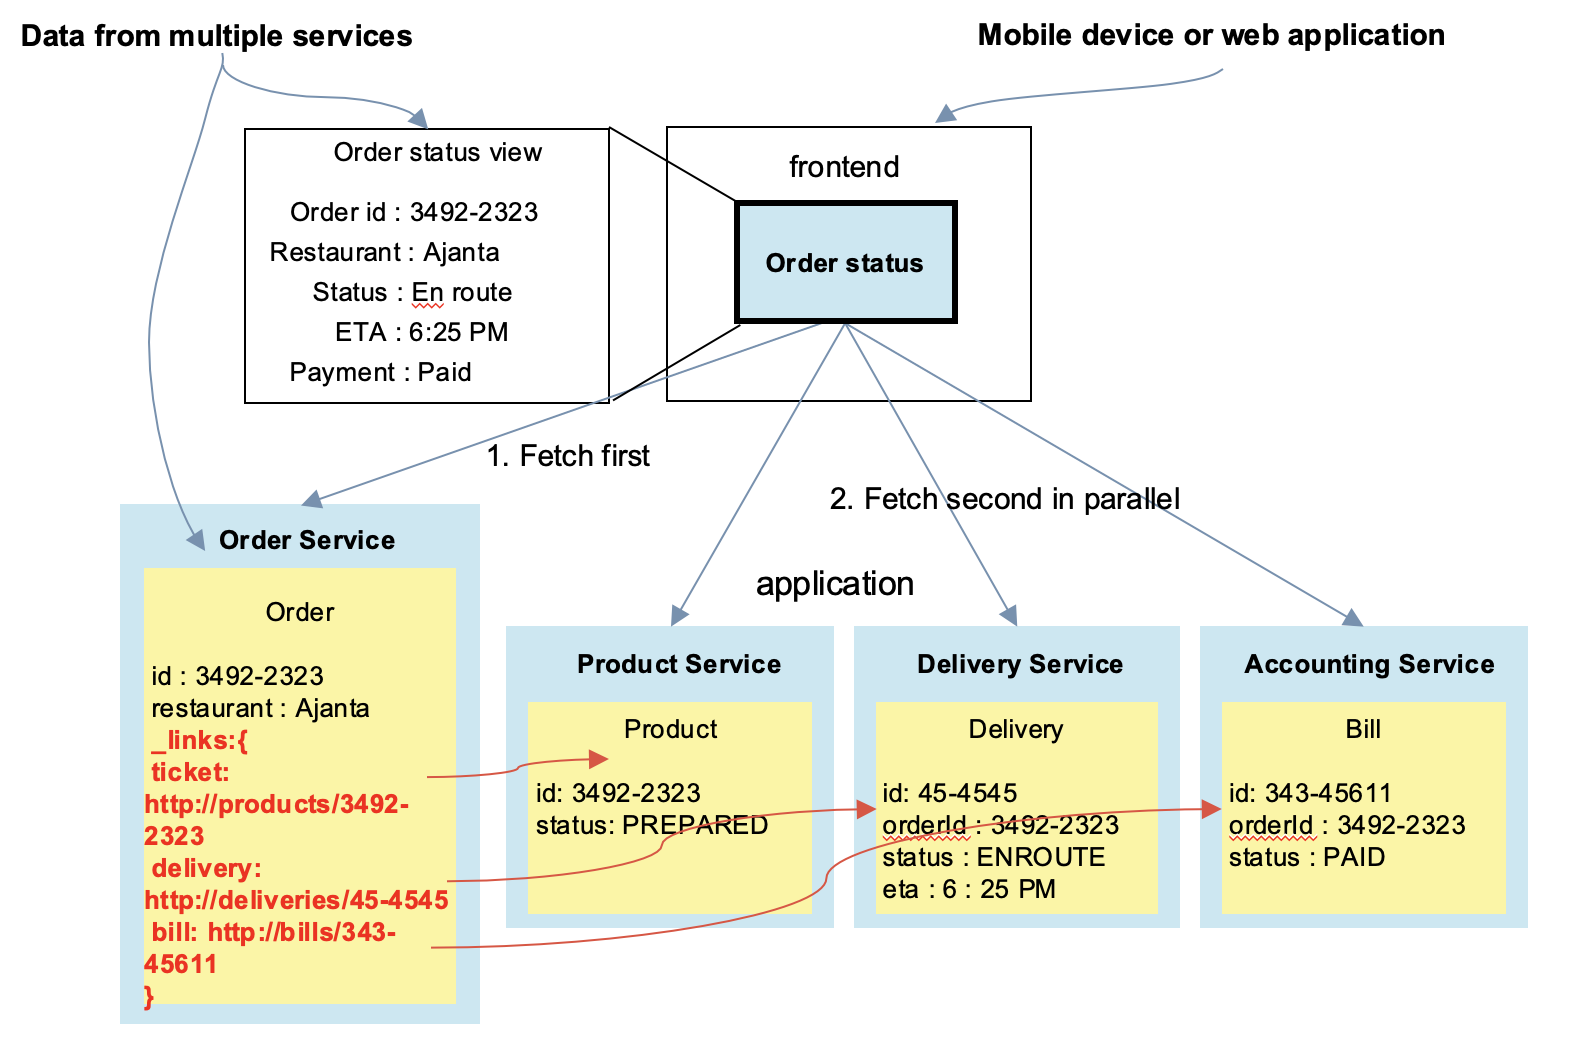 Data from multiple services
Mobile device or web application
Order status view
Order id : 3492-2323
Restaurant : Ajanta
Status : En route
ETA : 6:25 PM
Payment : Paid
frontend
Order status
1. Fetch first
2. Fetch second in parallel
application
Order Service
Order
id : 3492-2323
restaurant : Ajanta
_links:{
ticket:
http://products/3492-
2323
delivery:
http://deliveries/45-4545
bill: http://bills/343-
45611
}
Product Service
Product
id: 3492-2323
status: PREPARED
Delivery Service
Delivery
id: 45-4545
orderId : 3492-2323
status : ENROUTE
eta : 6 : 25 PM
Accounting Service
Bill
id: 343-45611
orderId : 3492-2323
status : PAID